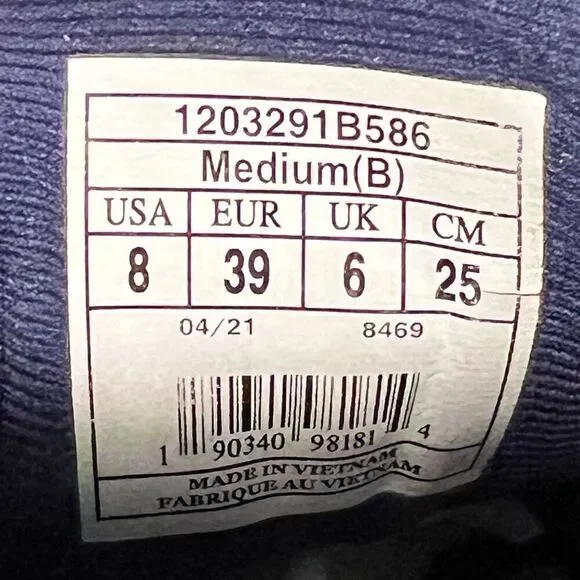 1203291B586
Medium(B)
USA EUR UK CM
8 39 6 25
04/21 8469
1 90340 98181 4
MADE IN VIETNAM
FABRIQUE AU VIETNAM